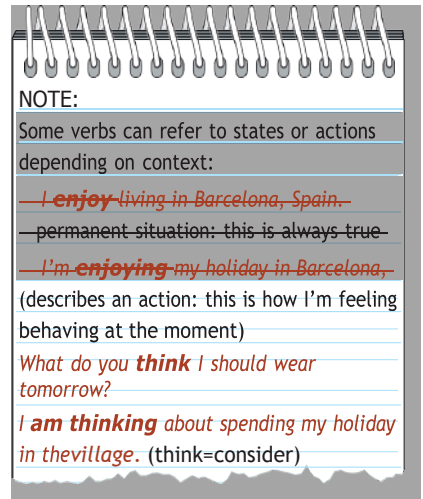 NOTE:
Some verbs can refer to states or actions
depending on context:
I enjoy living in Barcelona, Spain.
permanent situation: this is always true
I'm enjoying my holiday in Barcelona,
(describes an action: this is how I'm feeling
behaving at the moment)
What do you think I should wear
tomorrow?
I am thinking about spending my holiday
in thevillage. (think=consider)